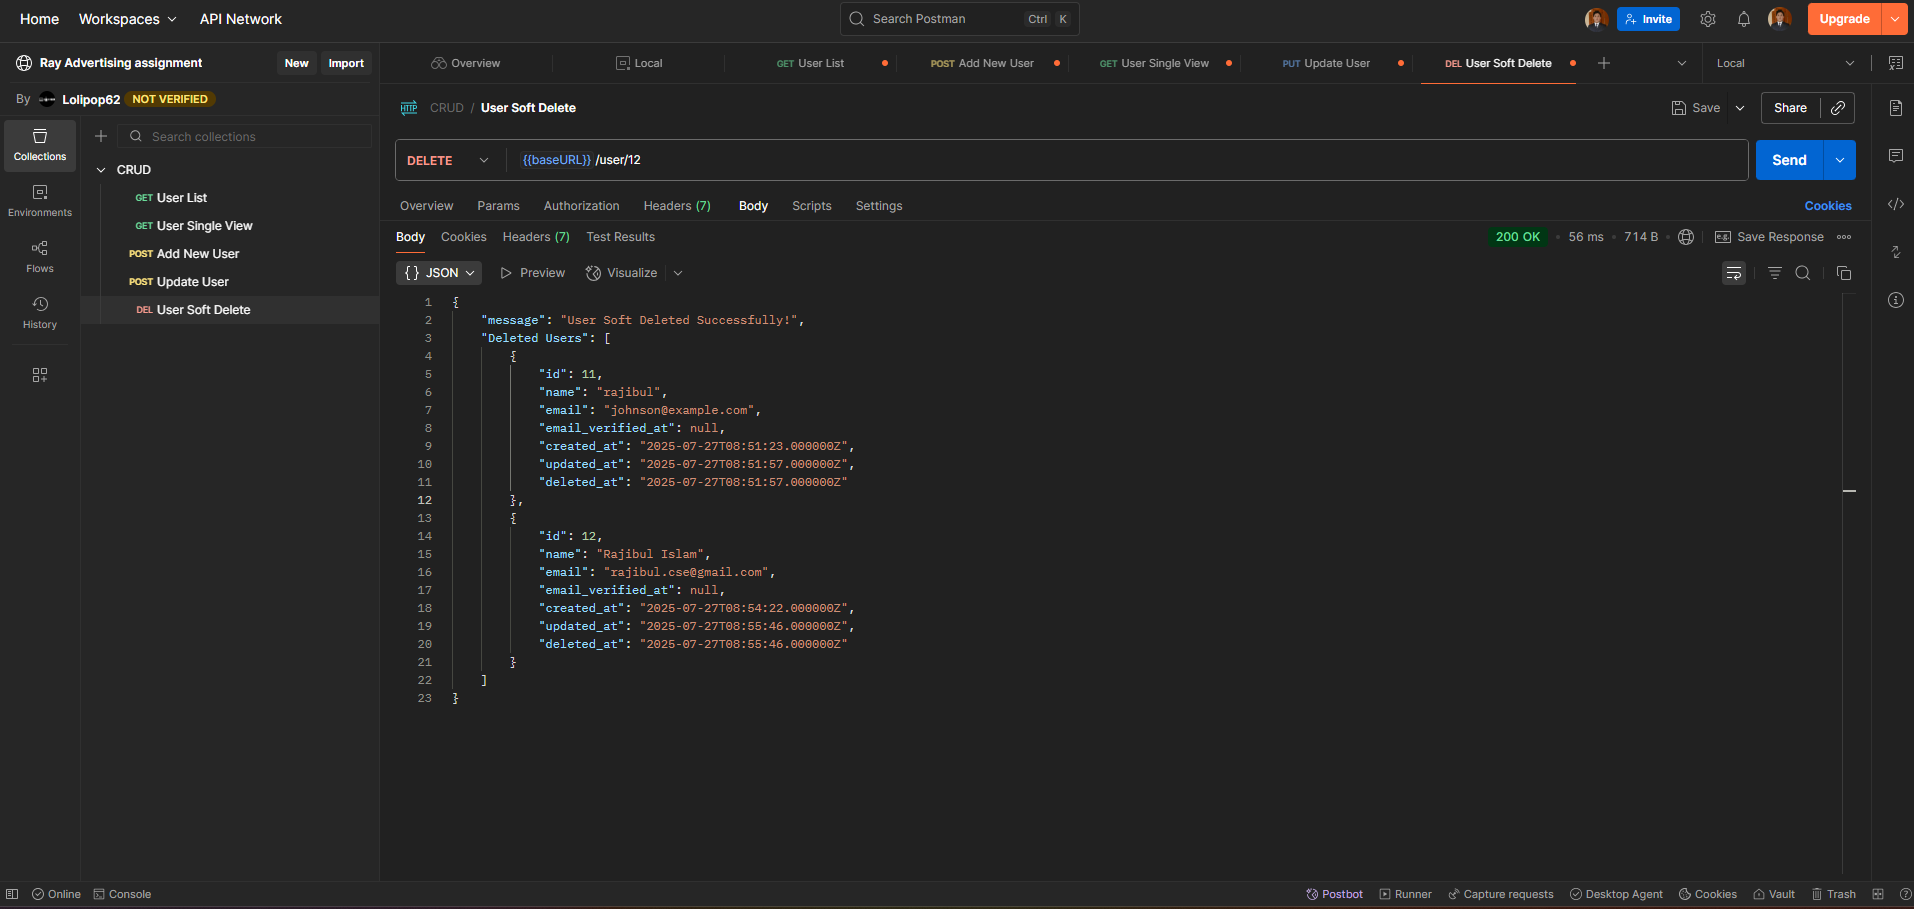 Home Workspaces API Network Search Postman Ctrl K Invite Upgrade
Ray Advertising assignment New Import
By Lolipop62 NOT VERIFIED
Overview Local GET User List POST Add New User GET User Single View PUT Update User DEL User Soft Delete Local
Collections
Environments
Flows
History
Search collections
CRUD
GET User List
GET User Single View
POST Add New User
POST Update User
DEL User Soft Delete
HTTP CRUD / User Soft Delete Save Share
DELETE {{baseURL}} /user/12 Send
Overview Params Authorization Headers (7) Body Scripts Settings Cookies
Body Cookies Headers (7) Test Results 200 OK • 56 ms • 714 B • e.g. Save Response
{} JSON Preview Visualize
1 {
2 "message": "User Soft Deleted Successfully!",
3 "Deleted Users": [
4 {
5 "id": 11,
6 "name": "rajibul",
7 "email": "johnson@example.com",
8 "email_verified_at": null,
9 "created_at": "2025-07-27T08:51:23.000000Z",
10 "updated_at": "2025-07-27T08:51:57.000000Z",
11 "deleted_at": "2025-07-27T08:51:57.000000Z"
12 },
13 {
14 "id": 12,
15 "name": "Rajibul Islam",
16 "email": "rajibul.cse@gmail.com",
17 "email_verified_at": null,
18 "created_at": "2025-07-27T08:54:22.000000Z",
19 "updated_at": "2025-07-27T08:55:46.000000Z",
20 "deleted_at": "2025-07-27T08:55:46.000000Z"
21 }
22 ]
23 }
Online Console Postbot Runner Capture requests Desktop Agent Cookies Vault Trash